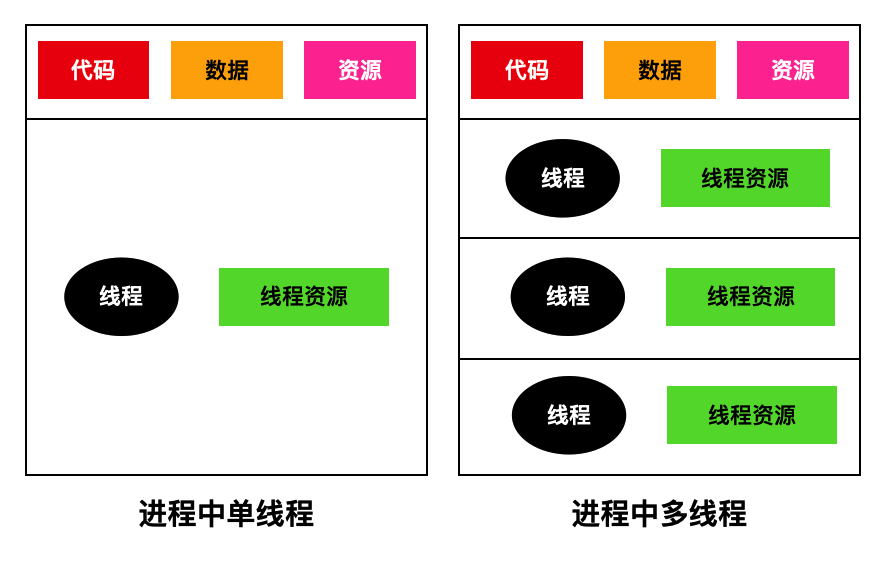 代码 数据 资源
线程 线程资源
进程中单线程
代码 数据 资源
线程 线程资源
线程 线程资源
线程 线程资源
进程中多线程